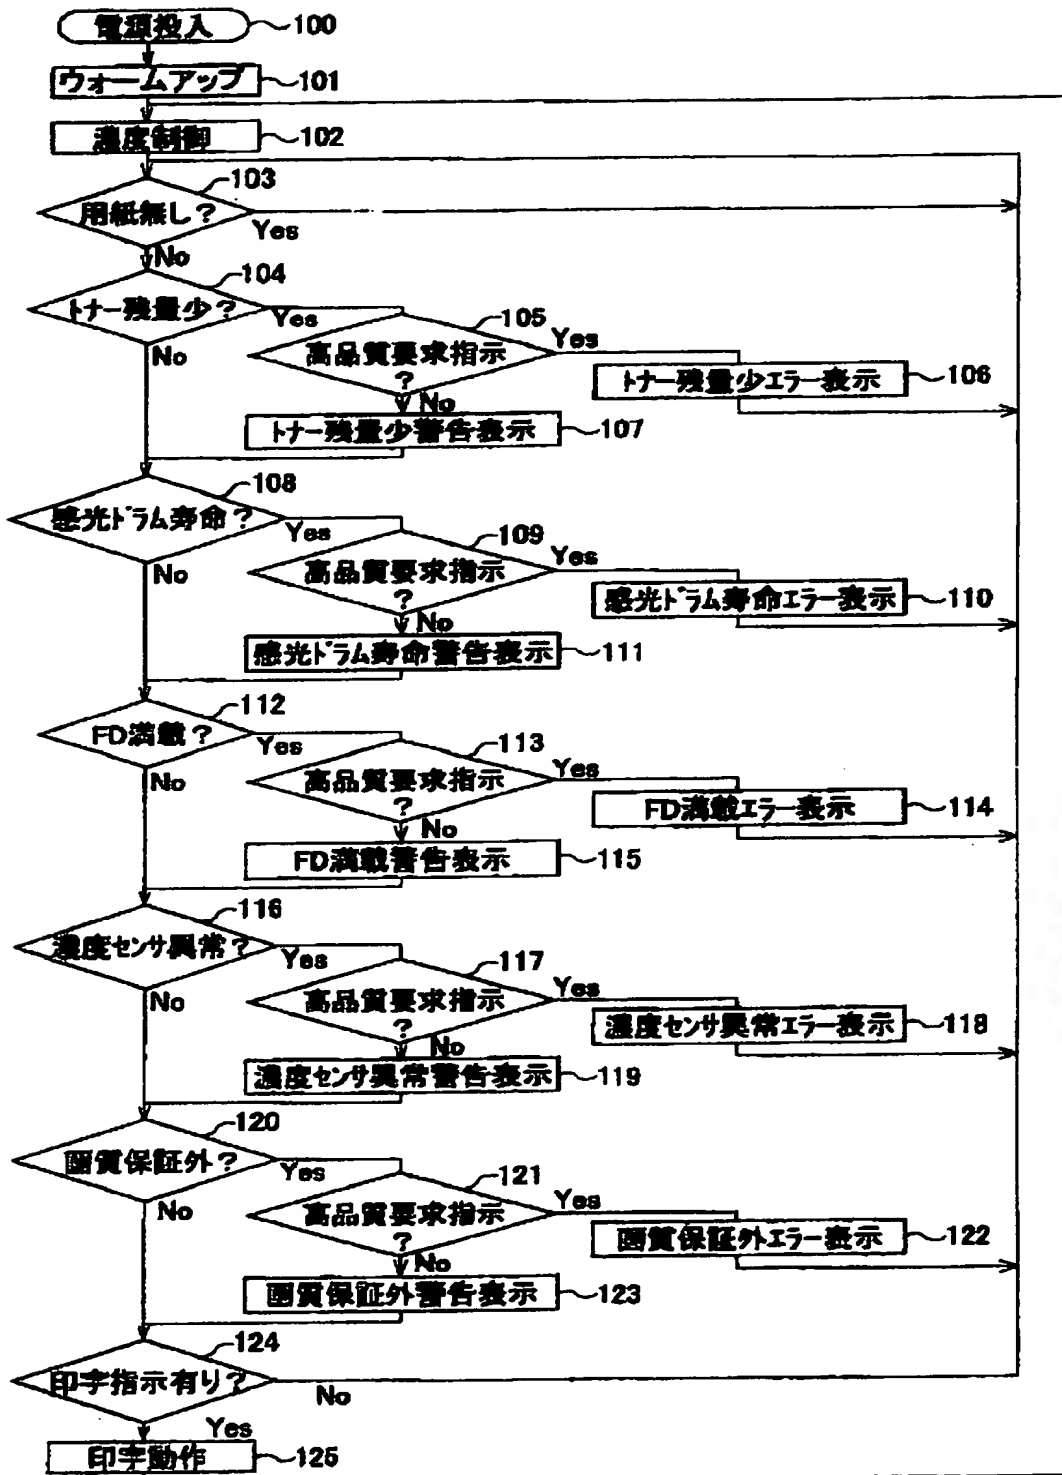 電源投入 100
ウォームアップ 101
濃度制御 102
103
用紙無し?
Yes
No
104
トナー残量少?
Yes
No
105
高品質要求指示
?
Yes
トナー残量少エラー表示 106
No
トナー残量少警告表示 107
108
感光ドラム寿命?
Yes
No
109
高品質要求指示
?
Yes
感光ドラム寿命エラー表示 110
No
感光ドラム寿命警告表示 111
112
FD満載?
Yes
No
113
高品質要求指示
?
Yes
FD満載エラー表示 114
No
FD満載警告表示 115
116
濃度センサ異常?
Yes
No
117
高品質要求指示
?
Yes
濃度センサ異常エラー表示 118
No
濃度センサ異常警告表示 119
120
画質保証外?
Yes
No
121
高品質要求指示
?
Yes
画質保証外エラー表示 122
No
画質保証外警告表示 123
124
印字指示有り?
No
Yes
印字動作 125